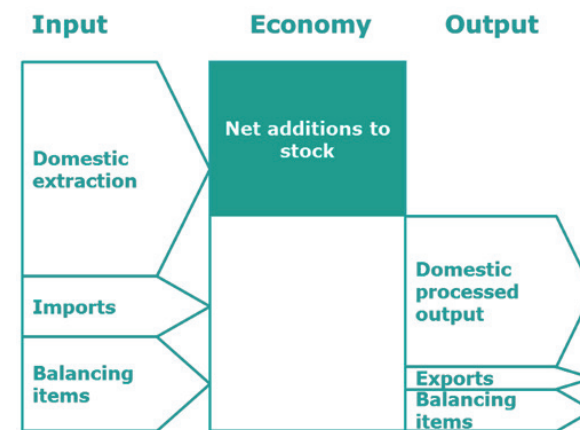 Input
Economy
Output
Net additions to
stock
Domestic
extraction
Imports
Balancing
items
Domestic
processed
output
Exports
Balancing
items